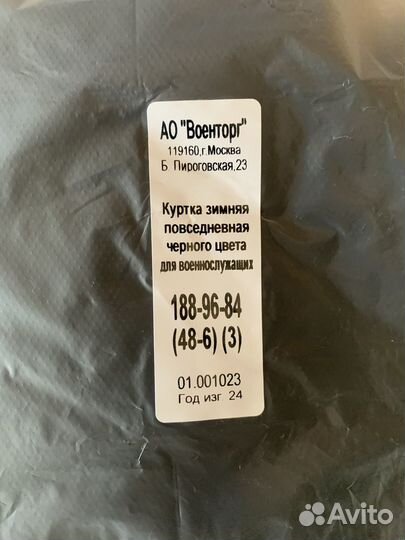 АО "Военторг"
119160,г.Москва
Б. Пироговская,23
Куртка зимняя
повседневная
черного цвета
для военнослужащих
188-96-84
(48-6) (3)
01.001023
Год изг. 24
Avito